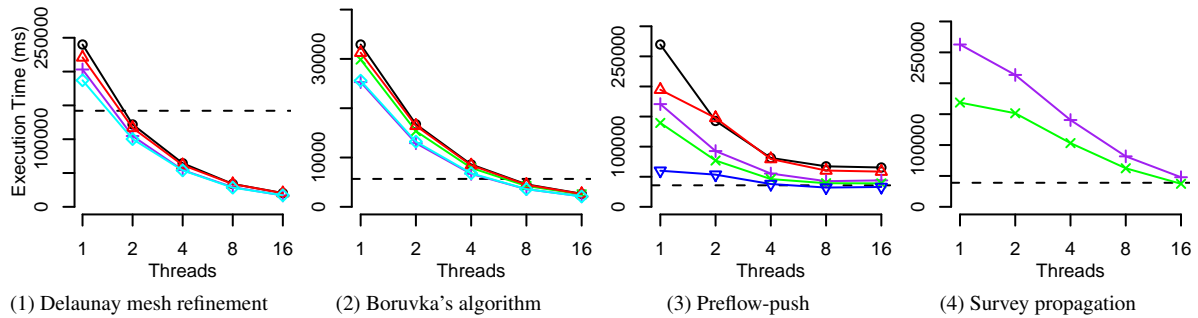 Execution Time (ms)
0 100000 250000
1 2 4 8 16
Threads
(1) Delaunay mesh refinement
0 10000 30000
1 2 4 8 16
Threads
(2) Boruvka's algorithm
0 100000 250000
1 2 4 8 16
Threads
(3) Preflow-push
0 100000 250000
1 2 4 8 16
Threads
(4) Survey propagation